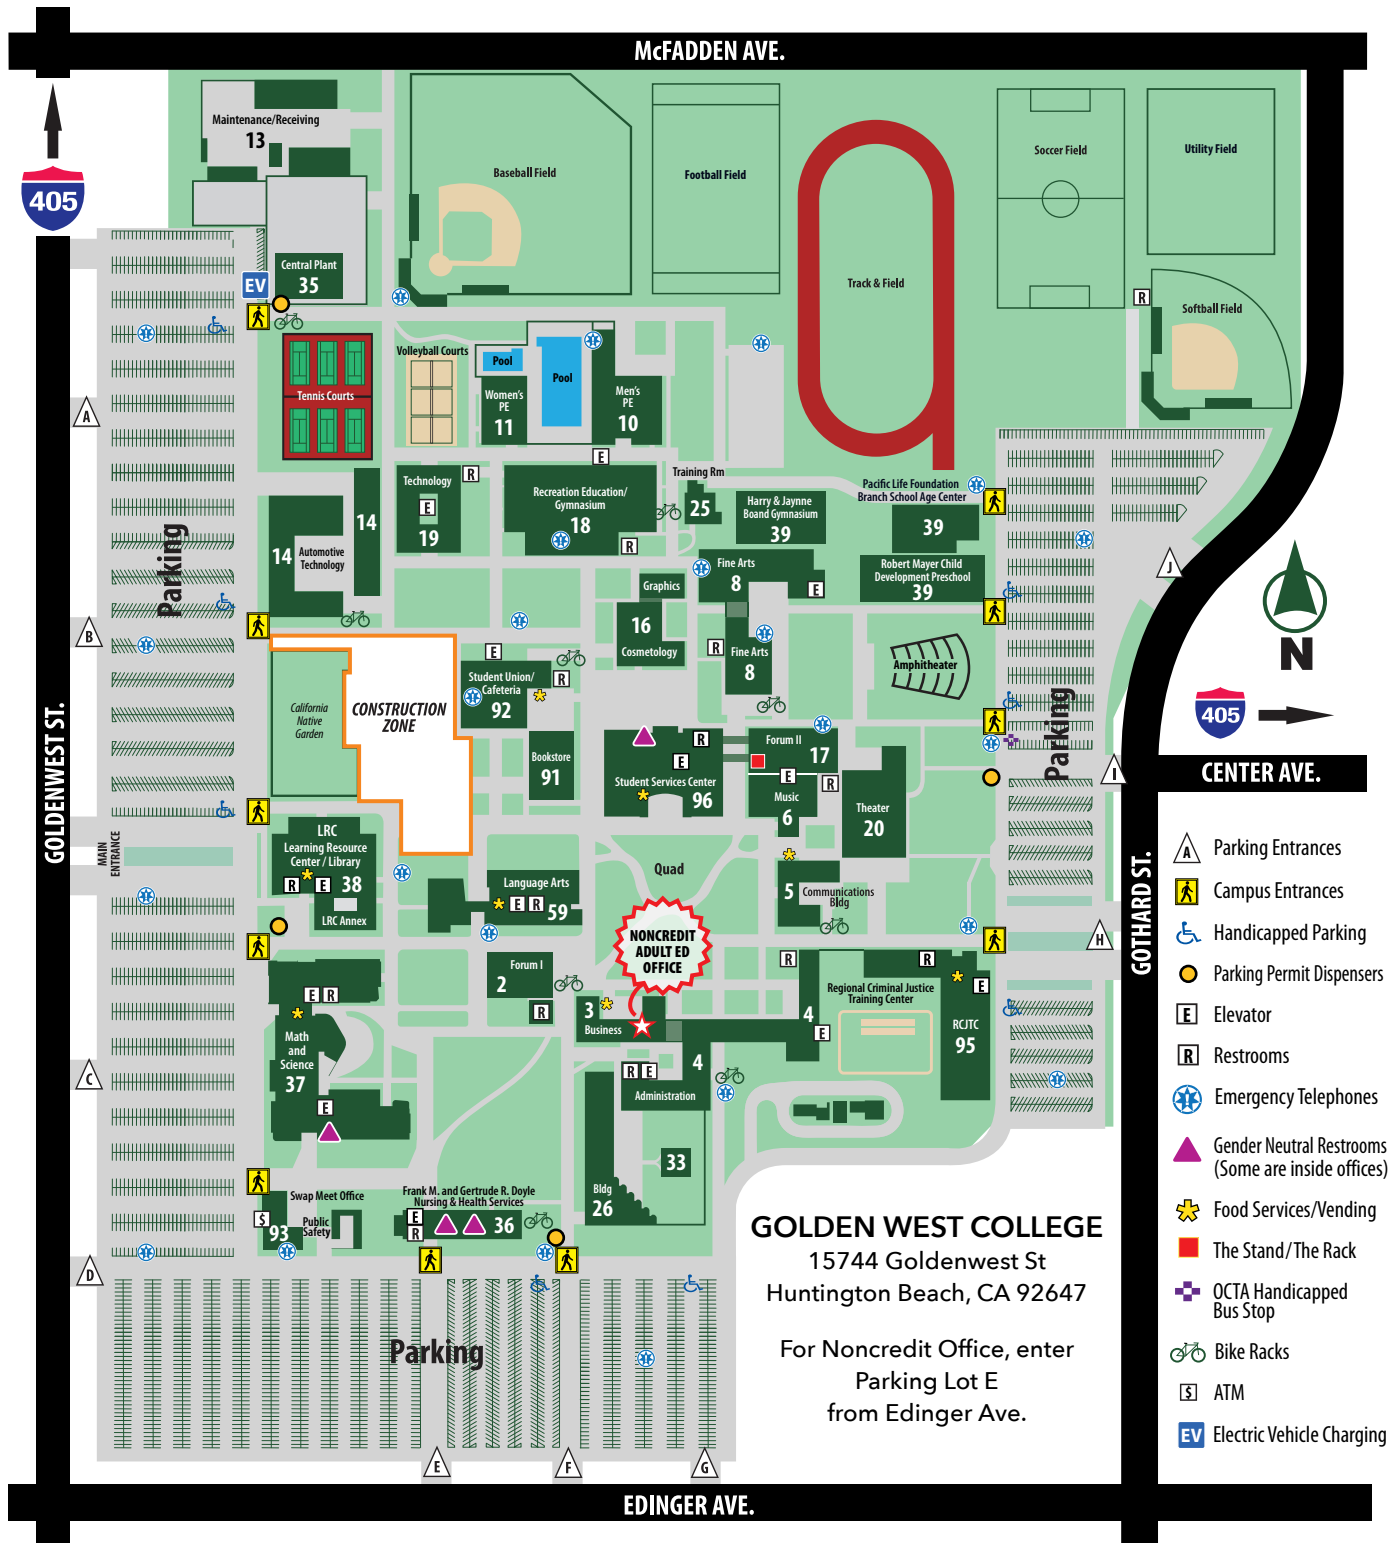 McFADDEN AVE.
405
Maintenance/Receiving
13
Baseball Field
Football Field
Track & Field
Soccer Field
Utility Field
R
Softball Field
Central Plant
35
EV
Tennis Courts
Volleyball Courts
Pool
Pool
Women's
PE
11
Men's
PE
10
E
A
Parking
14
14
Automotive
Technology
Technology
E
19
R
Recreation Education/
Gymnasium
18
R
Training Rm
25
Harry & Jaynne
Boand Gymnasium
39
Pacific Life Foundation
Branch School Age Center
39
Robert Mayer Child
Development Preschool
39
Fine Arts
8
E
Graphics
16
Cosmetology
R
Fine Arts
8
Amphitheater
J
N
405
B
GOLDENWEST ST.
California
Native
Garden
CONSTRUCTION
ZONE
E
Student Union/
Cafeteria
92
R
Bookstore
91
R
E
Student Services Center
96
Forum II
17
E
R
Music
6
Theater
20
Parking
I
CENTER AVE.
MAIN
ENTRANCE
LRC
Learning Resource
Center / Library
R
E
38
LRC Annex
Language Arts
E
R
59
Quad
5
Communications
Bldg
NONCREDIT
ADULT ED
OFFICE
H
GOTHARD ST.
Forum I
2
R
3
Business
R
4
R
Regional Criminal Justice
Training Center
E
E
RCJTC
95
E
R
Math
and
Science
37
E
C
R
E
4
Administration
33
Bldg
26
Swap Meet Office
$
93
Public
Safety
Frank M. and Gertrude R. Doyle
Nursing & Health Services
E
R
36
D
Parking
E
F
G
GOLDEN WEST COLLEGE
15744 Goldenwest St
Huntington Beach, CA 92647
For Noncredit Office, enter
Parking Lot E
from Edinger Ave.
A
Parking Entrances
Campus Entrances
Handicapped Parking
Parking Permit Dispensers
E
Elevator
R
Restrooms
Emergency Telephones
Gender Neutral Restrooms
(Some are inside offices)
Food Services/Vending
The Stand/The Rack
OCTA Handicapped
Bus Stop
Bike Racks
$
ATM
EV
Electric Vehicle Charging
EDINGER AVE.